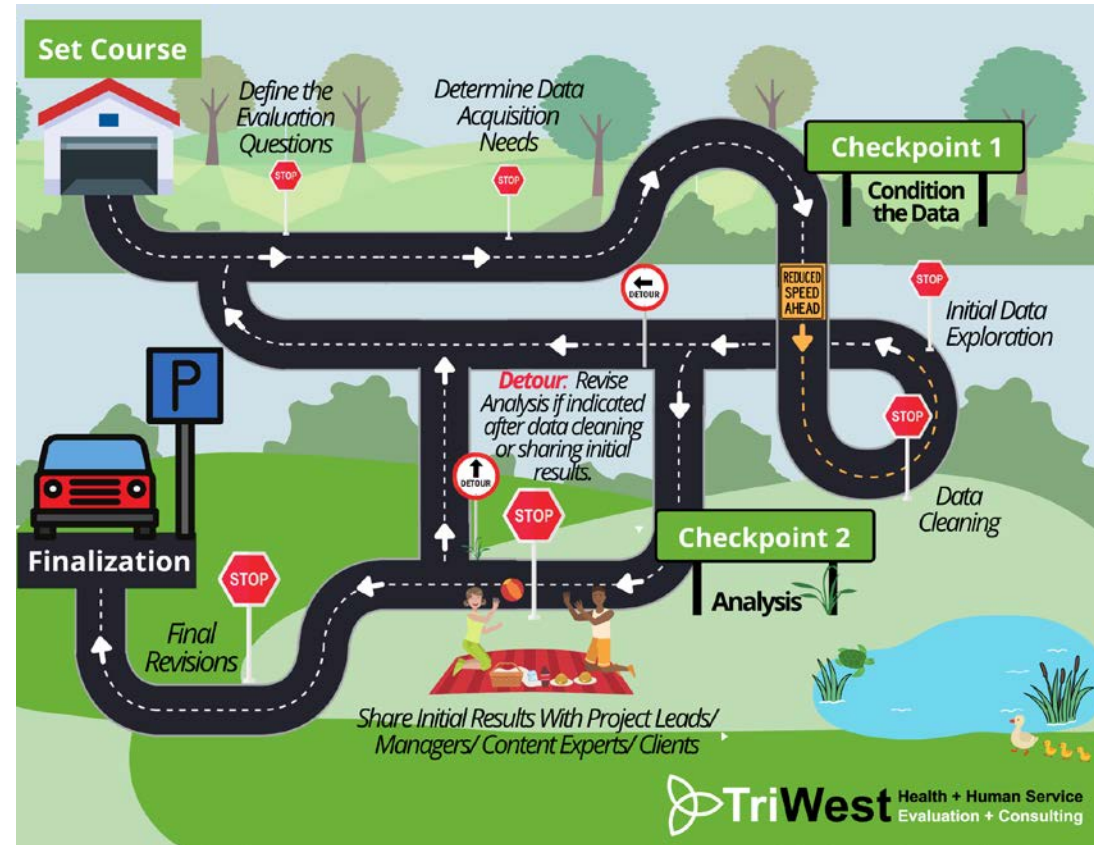 Set Course
Define the
Evaluation
Questions
STOP
Determine Data
Acquisition
Needs
STOP
Checkpoint 1
Condition
the Data
REDUCED
SPEED
AHEAD
STOP
Initial Data
Exploration
DETOUR
STOP
Data
Cleaning
P
Detour: Revise
Analysis if indicated
after data cleaning
or sharing initial
results.
DETOUR
STOP
Checkpoint 2
Analysis
Finalization
STOP
Final
Revisions
Share Initial Results With Project Leads/
Managers/ Content Experts/ Clients
TriWest
Health + Human Service
Evaluation + Consulting